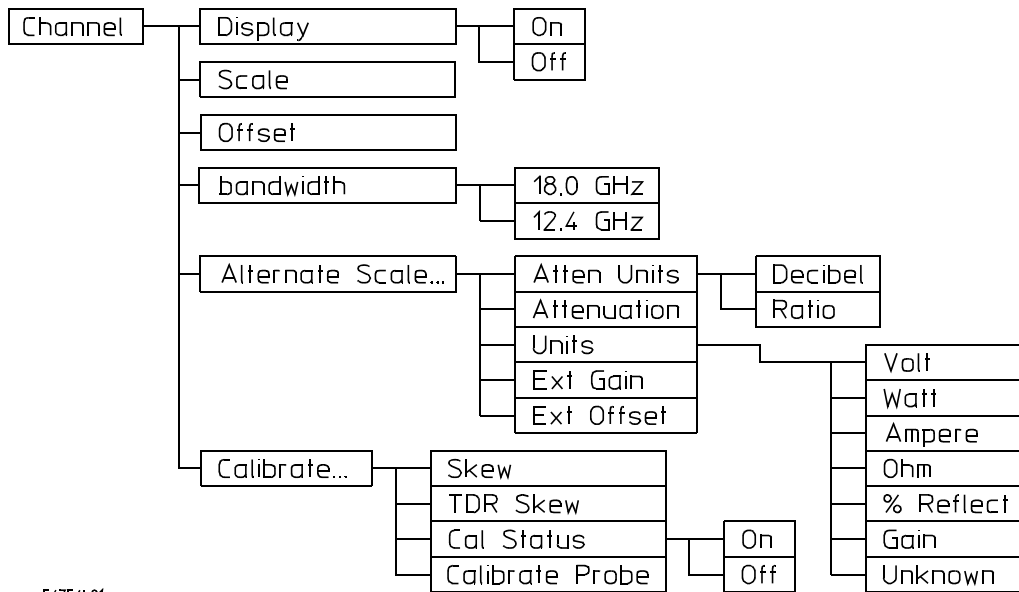 Channel
Display
On
Off
Scale
Offset
bandwidth
18.0 GHz
12.4 GHz
Alternate Scale...
Atten Units
Decibel
Ratio
Attenuation
Units
Ext Gain
Ext Offset
Volt
Watt
Ampere
Ohm
% Reflect
Gain
Unknown
Calibrate...
Skew
TDR Skew
Cal Status
On
Off
Calibrate Probe